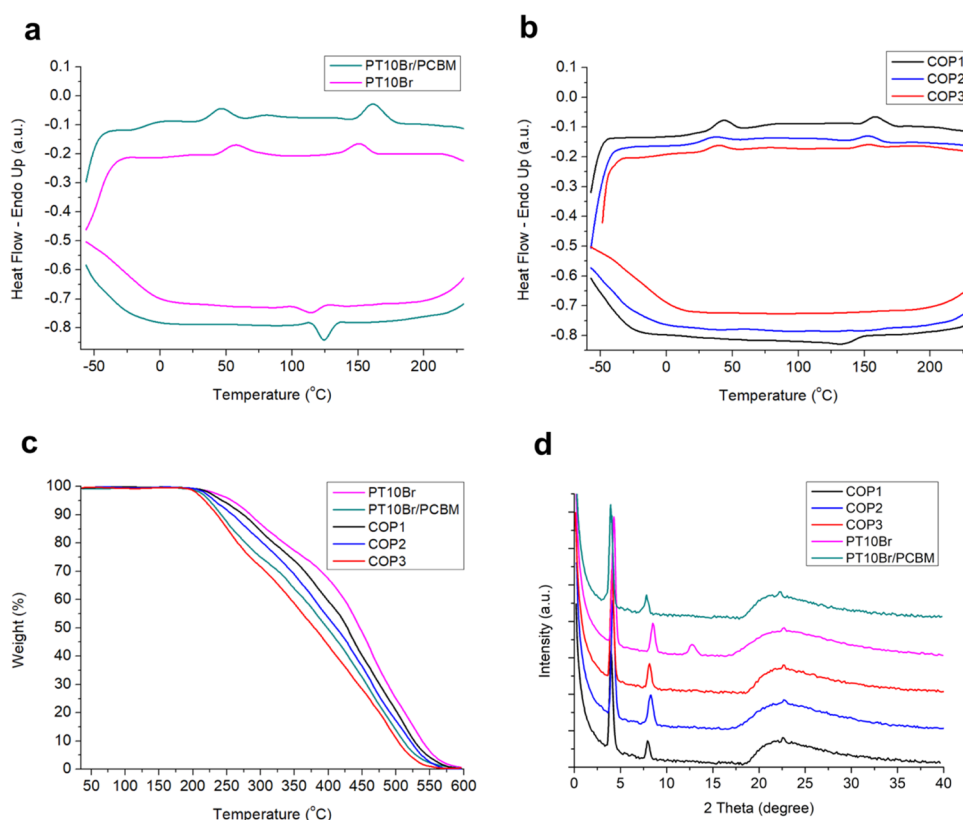 a
PT10Br/PCBM
PT10Br
0.1
0.0
-0.1
-0.2
-0.3
-0.4
-0.5
-0.6
-0.7
-0.8
Heat Flow - Endo Up (a.u.)
-50 0 50 100 150 200
Temperature (°C)
b
COP1
COP2
COP3
0.1
0.0
-0.1
-0.2
-0.3
-0.4
-0.5
-0.6
-0.7
-0.8
Heat Flow - Endo Up (a.u.)
-50 0 50 100 150 200
Temperature (°C)
c
PT10Br
PT10Br/PCBM
COP1
COP2
COP3
100
90
80
70
60
50
40
30
20
10
0
Weight (%)
50 100 150 200 250 300 350 400 450 500 550 600
Temperature (°C)
d
COP1
COP2
COP3
PT10Br
PT10Br/PCBM
Intensity (a.u.)
0 5 10 15 20 25 30 35 40
2 Theta (degree)